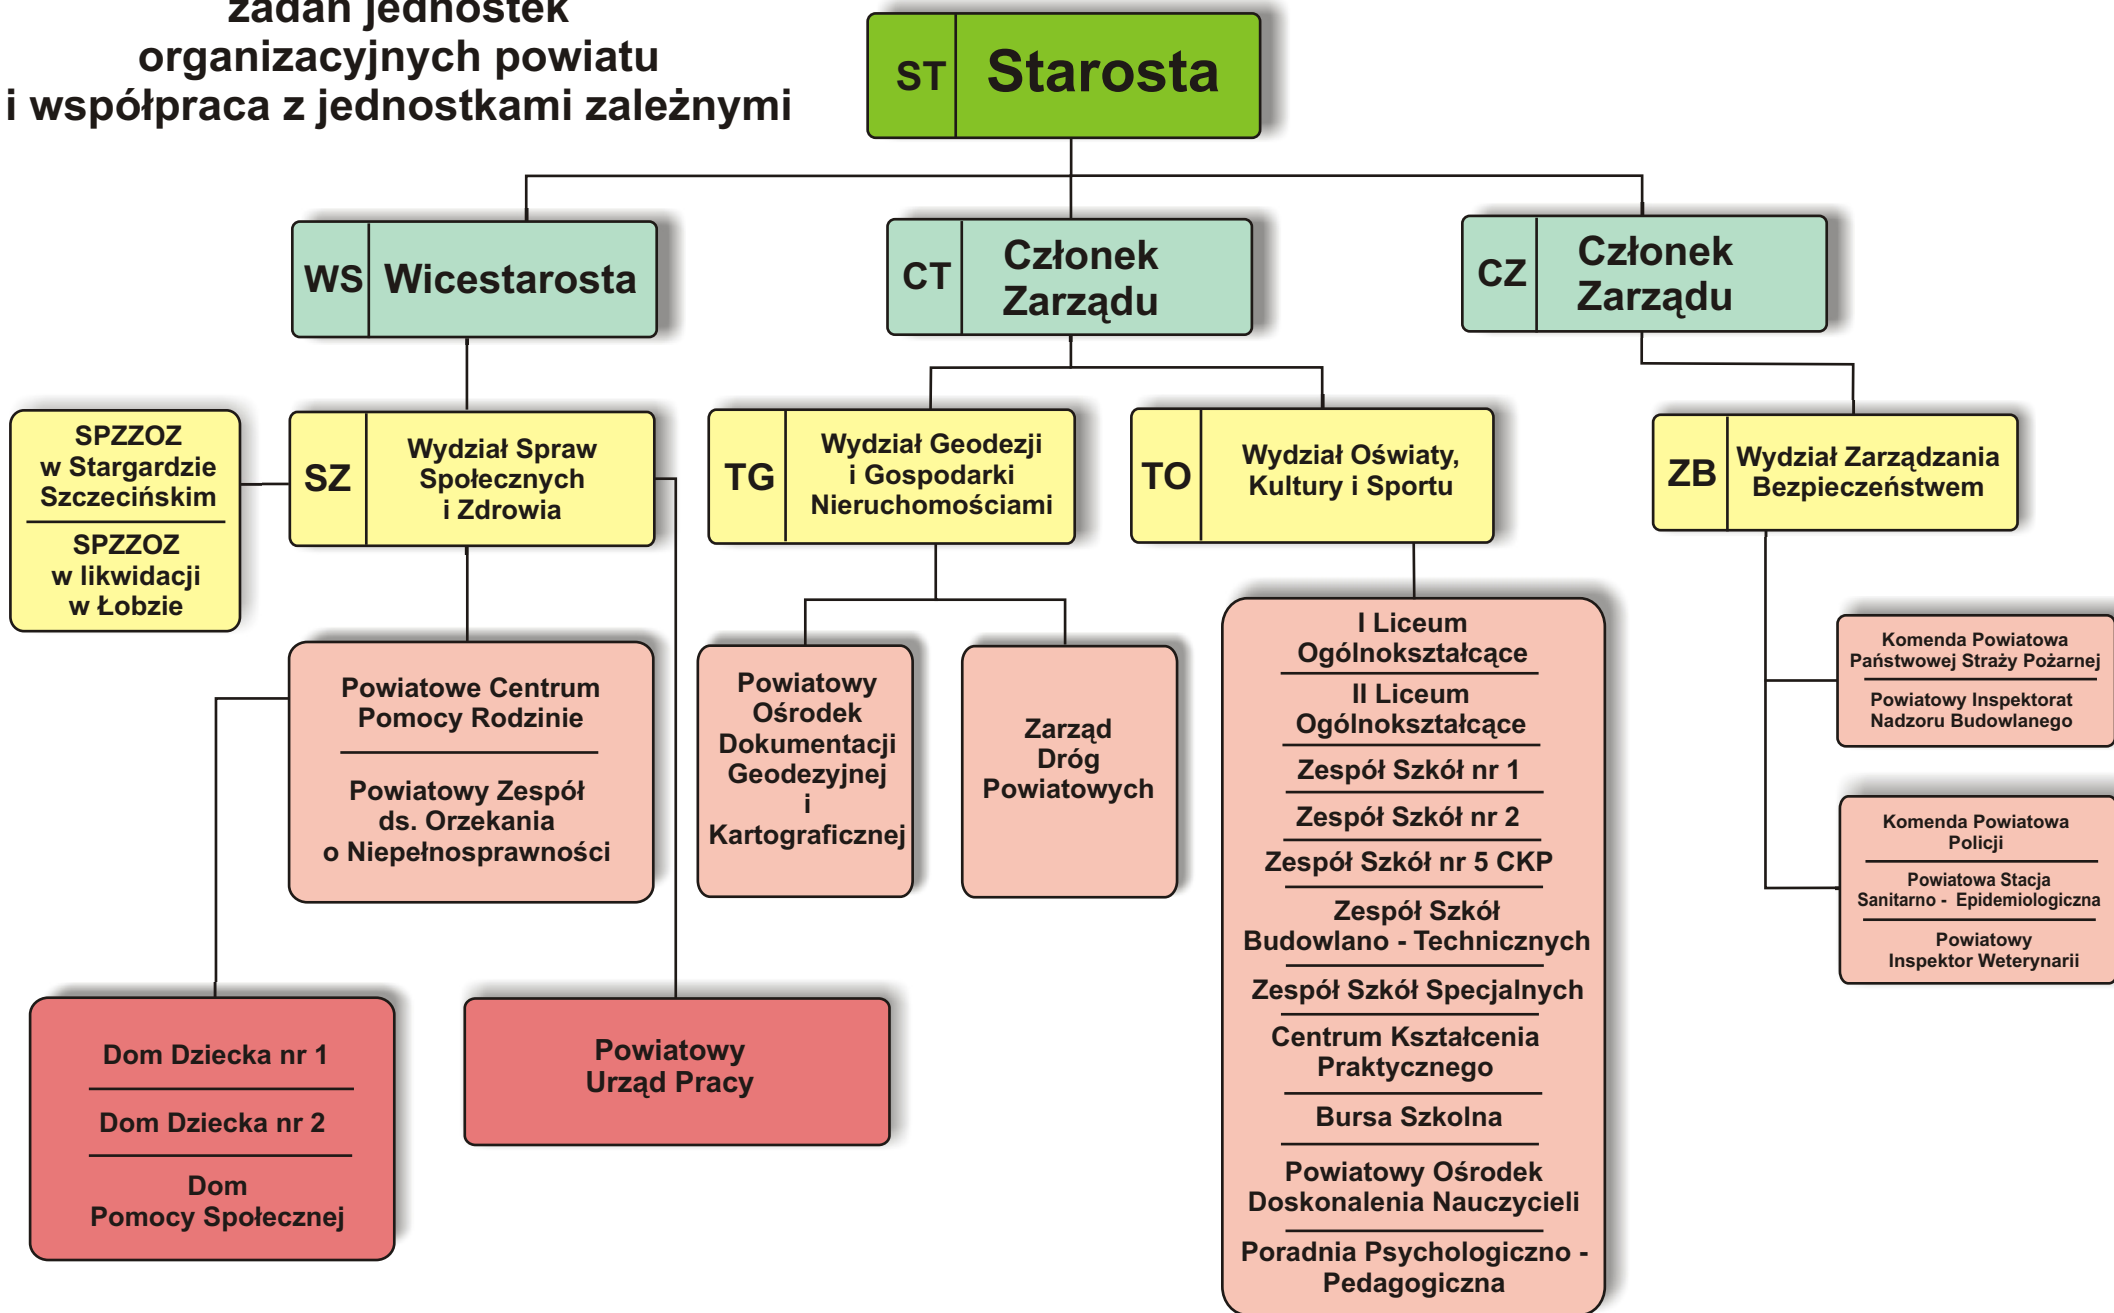 zadań jednostek
organizacyjnych powiatu
i współpraca z jednostkami zależnymi
ST Starosta
WS Wicestarosta
CT Członek
Zarządu
CZ Członek
Zarządu
SPZZOZ
w Stargardzie
Szczecińskim
SPZZOZ
w likwidacji
w Łobzie
SZ
Wydział Spraw
Społecznych
i Zdrowia
TG
Wydział Geodezji
i Gospodarki
Nieruchomościami
TO
Wydział Oświaty,
Kultury i Sportu
ZB
Wydział Zarządzania
Bezpieczeństwem
Powiatowe Centrum
Pomocy Rodzinie
Powiatowy Zespół
ds. Orzekania
o Niepełnosprawności
Powiatowy
Ośrodek
Dokumentacji
Geodezyjnej
i
Kartograficznej
Zarząd
Dróg
Powiatowych
I Liceum
Ogólnokształcące
II Liceum
Ogólnokształcące
Zespół Szkół nr 1
Zespół Szkół nr 2
Zespół Szkół nr 5 CKP
Zespół Szkół
Budowlano - Technicznych
Zespół Szkół Specjalnych
Centrum Kształcenia
Praktycznego
Bursa Szkolna
Powiatowy Ośrodek
Doskonalenia Nauczycieli
Poradnia Psychologiczno -
Pedagogiczna
Komenda Powiatowa
Państwowej Straży Pożarnej
Powiatowy Inspektorat
Nadzoru Budowlanego
Komenda Powiatowa
Policji
Powiatowa Stacja
Sanitarno - Epidemiologiczna
Powiatowy
Inspektor Weterynarii
Dom Dziecka nr 1
Dom Dziecka nr 2
Dom
Pomocy Społecznej
Powiatowy
Urząd Pracy